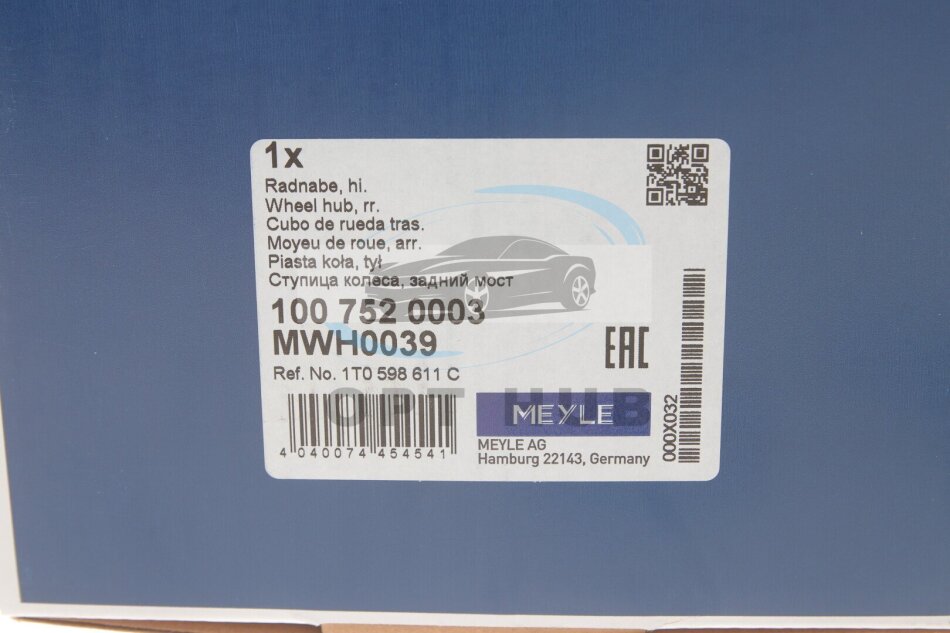 1x
Radnabe, hi.
Wheel hub, rr.
Cubo de rueda tras.
Moyeu de roue, arr.
Piasta koła, tył
Ступица колеса, задний мост
100 752 0003
MWH0039
Ref. No. 1T0 598 611 C
EAC
OPT HUB
MEYLE
4 040074 454541
MEYLE AG
Hamburg 22143, Germany
000X032